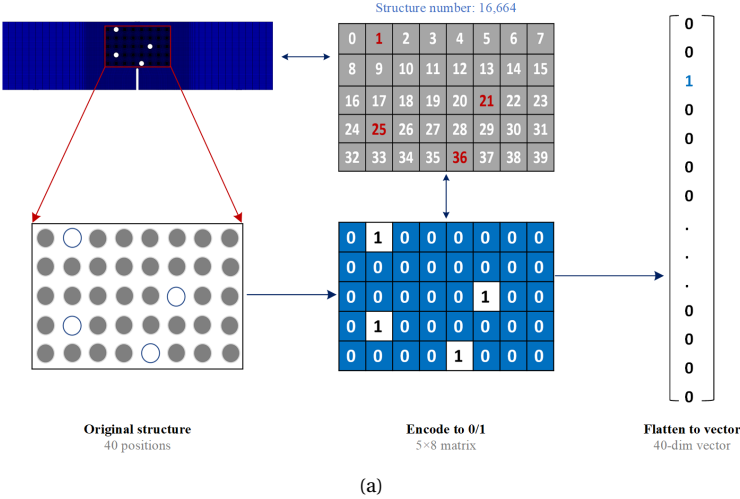 Structure number: 16,664
0 1 2 3 4 5 6 7
8 9 10 11 12 13 14 15
16 17 18 19 20 21 22 23
24 25 26 27 28 29 30 31
32 33 34 35 36 37 38 39
0 1 0 0 0 0 0 0
0 0 0 0 0 0 0 0
0 0 0 0 0 1 0 0
0 1 0 0 0 0 0 0
0 0 0 0 1 0 0 0
0
0
1
0
0
0
0
.
.
.
0
0
0
0
Original structure
40 positions
Encode to 0/1
5×8 matrix
Flatten to vector
40-dim vector
(a)